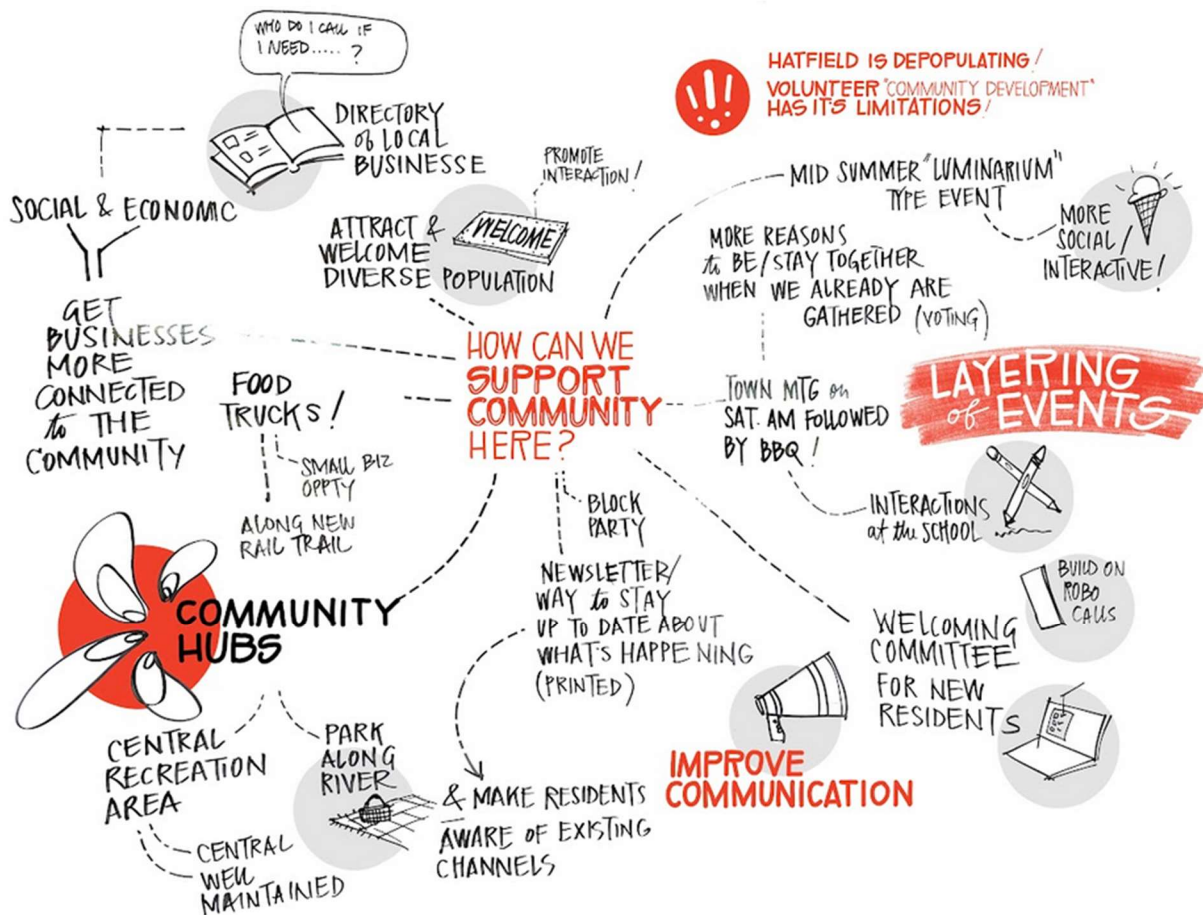 WHO DO I CALL IF
I NEED..... ?
DIRECTORY
of LOCAL
BUSINESSE
SOCIAL & ECONOMIC
GET
BUSINESSES
MORE
CONNECTED
to THE
COMMUNITY
ATTRACT &
WELCOME
DIVERSE POPULATION
WELCOME
PROMOTE
INTERACTION!
HATFIELD IS DEPOPULATING!
VOLUNTEER "COMMUNITY DEVELOPMENT"
HAS IT'S LIMITATIONS!
MID SUMMER "LUMINARIUM"
TYPE EVENT
MORE
SOCIAL/
INTERACTIVE!
MORE REASONS
to BE/STAY TOGETHER
WHEN WE ALREADY ARE
GATHERED (VOTING)
HOW CAN WE
SUPPORT
COMMUNITY
HERE?
FOOD
TRUCKS!
SMALL BIZ
OPPTY
ALONG NEW
RAIL TRAIL
TOWN MTG on
SAT. AM FOLLOWED
BY BBQ!
LAYERING
of EVENTS
INTERACTIONS
at the SCHOOL
BLOCK
PARTY
NEWSLETTER/
WAY to STAY
UP TO DATE ABOUT
WHAT'S HAPPENING
(PRINTED)
& MAKE RESIDENTS
AWARE OF EXISTING
CHANNELS
COMMUNITY
HUBS
CENTRAL
RECREATION
AREA
CENTRAL
WELL
MAINTAINED
PARK
ALONG
RIVER
BUILD ON
ROBO
CALLS
WELCOMING
COMMITTEE
FOR NEW
RESIDENTS
IMPROVE
COMMUNICATION